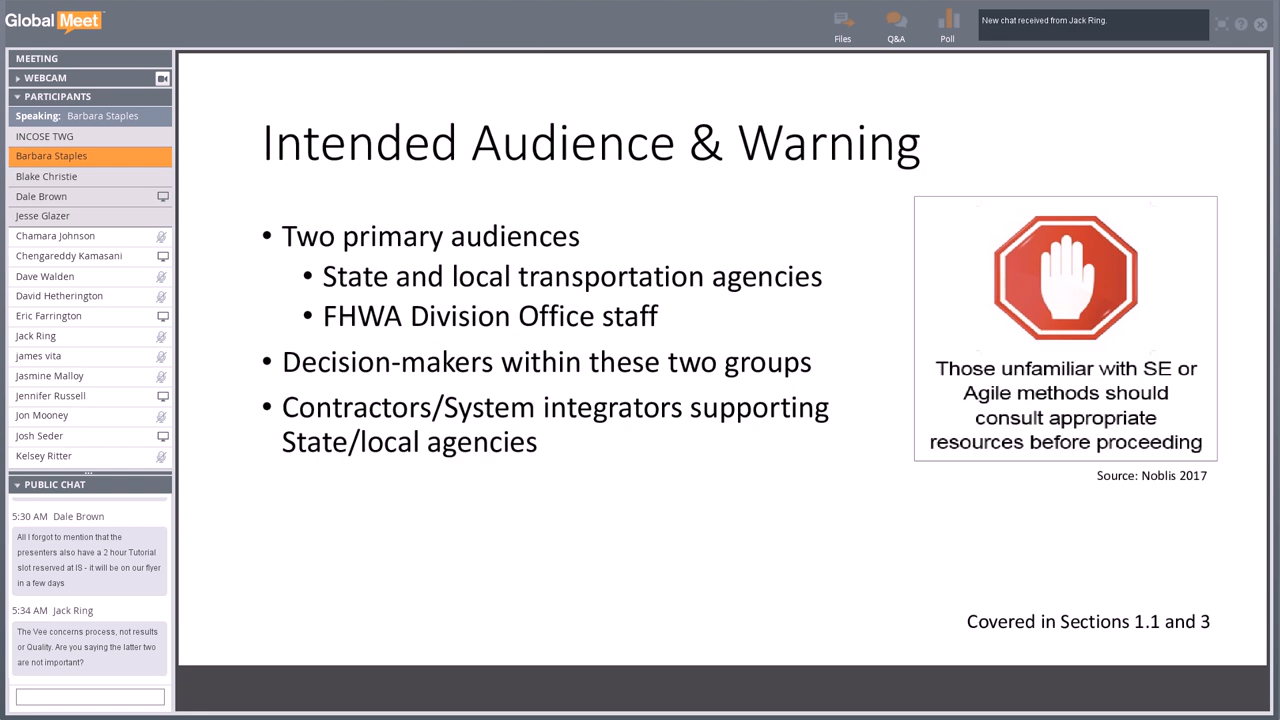 Global Meet
Files
Q&A
Poll
New chat received from Jack Ring.
MEETING
WEBCAM
PARTICIPANTS
Speaking: Barbara Staples
INCOSE TWG
Barbara Staples
Blake Christie
Dale Brown
Jesse Glazer
Chamara Johnson
Chengareddy Kamasani
Dave Walden
David Hetherington
Eric Farrington
Jack Ring
james vita
Jasmine Malloy
Jennifer Russell
Jon Mooney
Josh Seder
Kelsey Ritter
PUBLIC CHAT
5:30 AM Dale Brown
All I forgot to mention that the
presenters also have a 2 hour Tutorial
slot reserved at IS - it will be on our flyer
in a few days
5:34 AM Jack Ring
The Vee concerns process, not results
or Quality. Are you saying the latter two
are not important?
Intended Audience & Warning
• Two primary audiences
• State and local transportation agencies
• FHWA Division Office staff
• Decision-makers within these two groups
• Contractors/System integrators supporting
State/local agencies
Those unfamiliar with SE or
Agile methods should
consult appropriate
resources before proceeding
Source: Noblis 2017
Covered in Sections 1.1 and 3